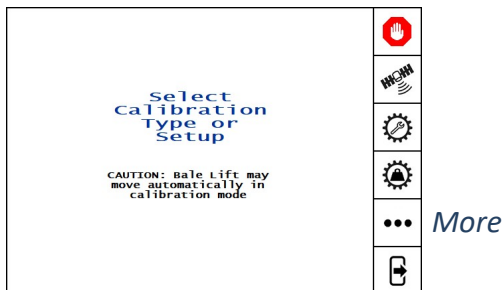 Select
Calibration
Type or
Setup
CAUTION: Bale Lift may
move automatically in
calibration mode
More